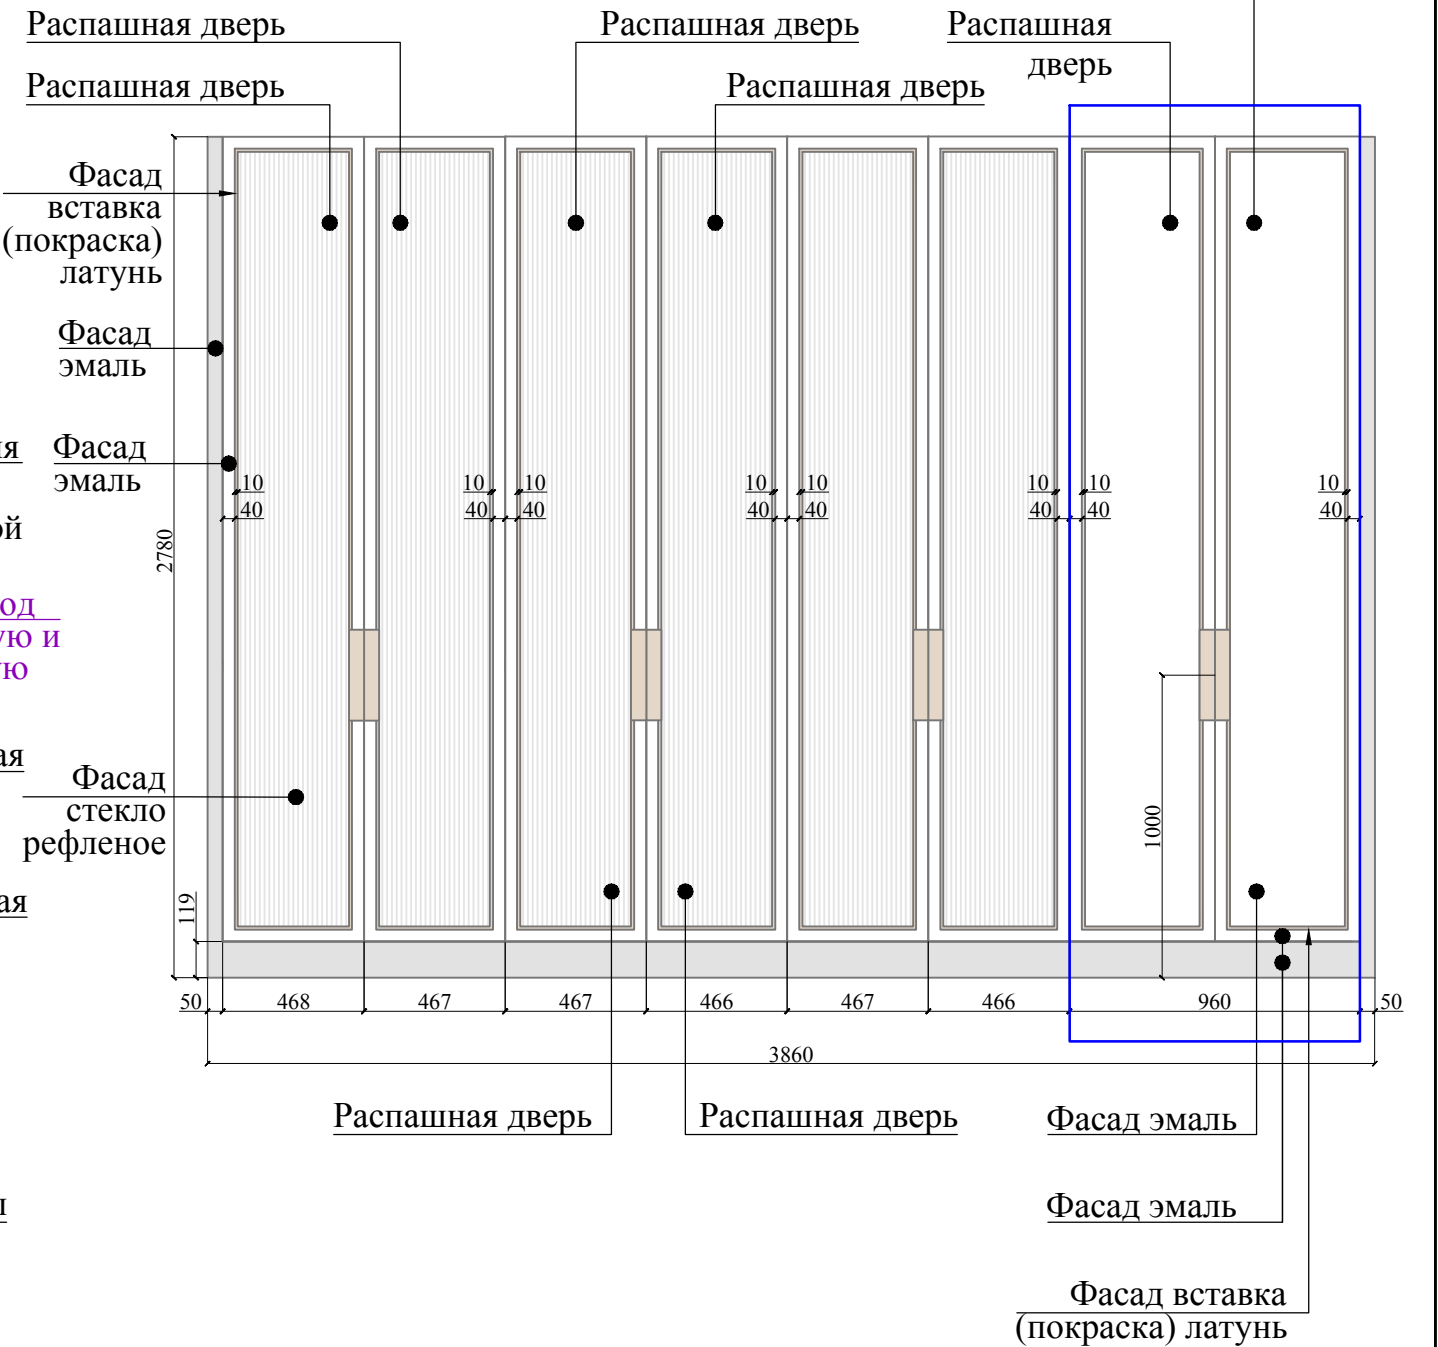 Распашная дверь
Распашная дверь
Распашная
дверь
Распашная дверь
Распашная дверь
Фасад
вставка
(покраска)
латунь
Фасад
эмаль
Фасад
эмаль
10
40
10
40
10
40
10
40
10
40
10
40
10
40
10
40
2780
Фасад
стекло
рефленое
1000
119
50
468
467
467
466
467
466
960
50
3860
Распашная дверь
Распашная дверь
Фасад эмаль
Фасад эмаль
Фасад вставка
(покраска) латунь